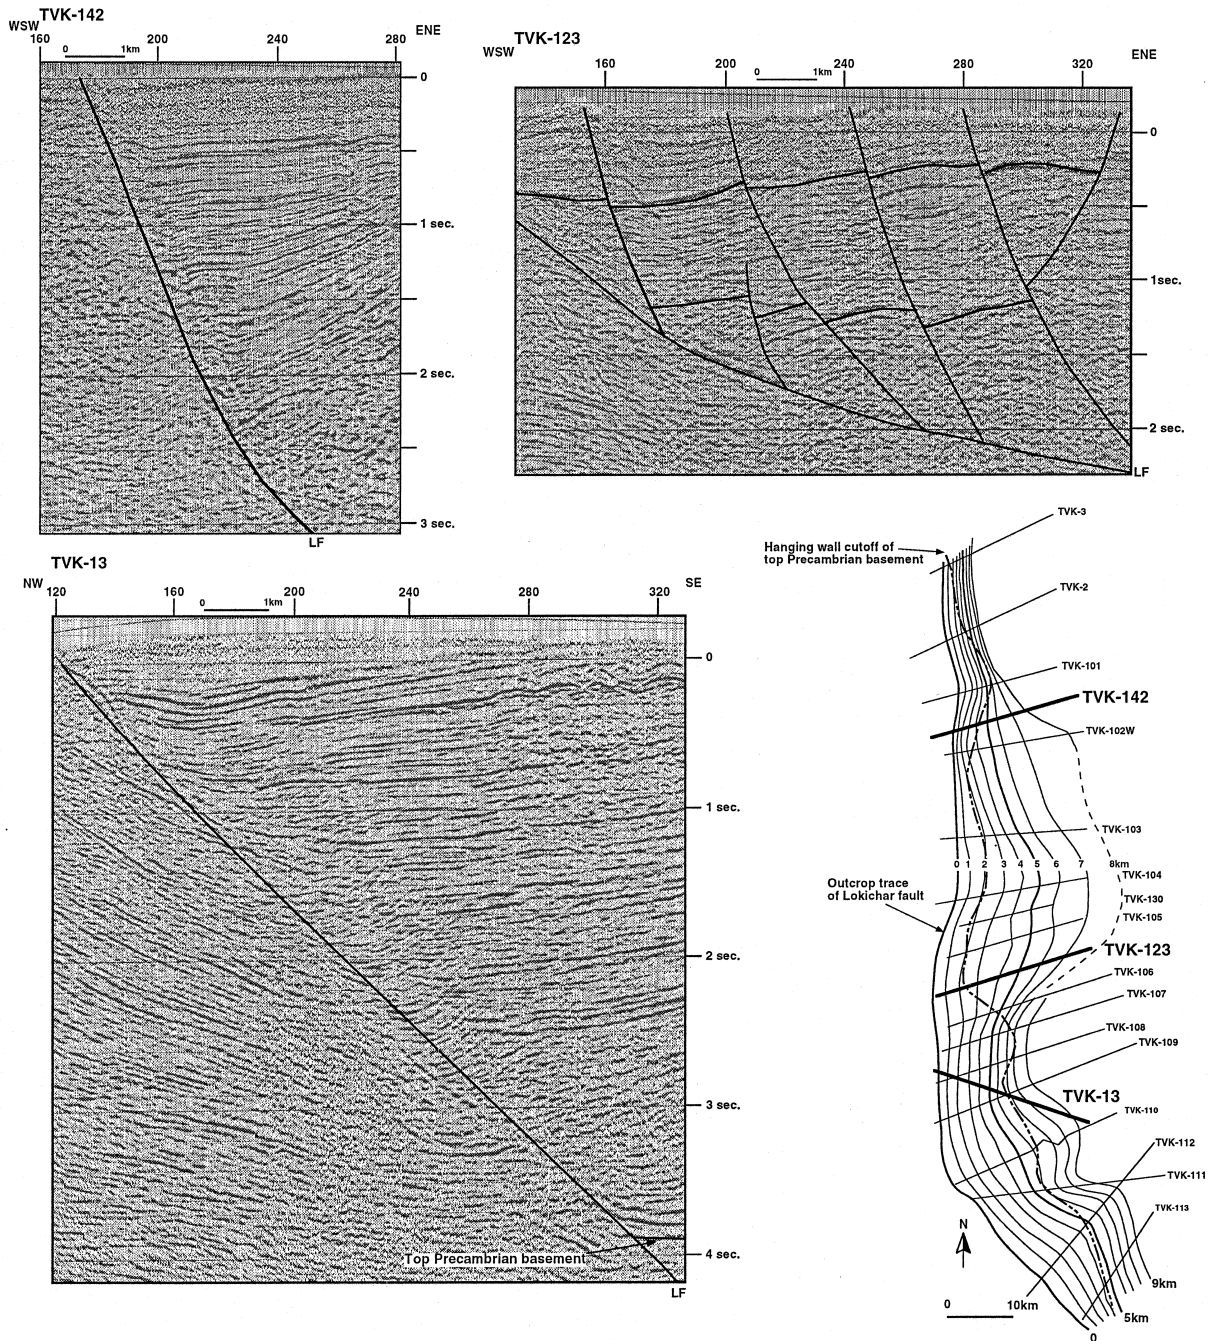 TVK-142
WSW
ENE
160
0
1km
200
240
280
0
1 sec.
2 sec.
3 sec.
LF
TVK-123
WSW
ENE
160
200
0
1km
240
280
320
0
1sec.
2 sec.
LF
TVK-13
NW
SE
120
160
0
1km
200
240
280
320
0
1 sec.
2 sec.
3 sec.
4 sec.
Top Precambrian basement
LF
TVK-3
Hanging wall cutoff of
top Precambrian basement
TVK-2
TVK-101
TVK-142
TVK-102W
TVK-103
0 1 2 3 4 5 6 7 8km
TVK-104
Outcrop trace
of Lokichar fault
TVK-130
TVK-105
TVK-123
TVK-106
TVK-107
TVK-108
TVK-109
TVK-13
TVK-110
TVK-112
TVK-111
TVK-113
N
0
10km
9km
5km
0